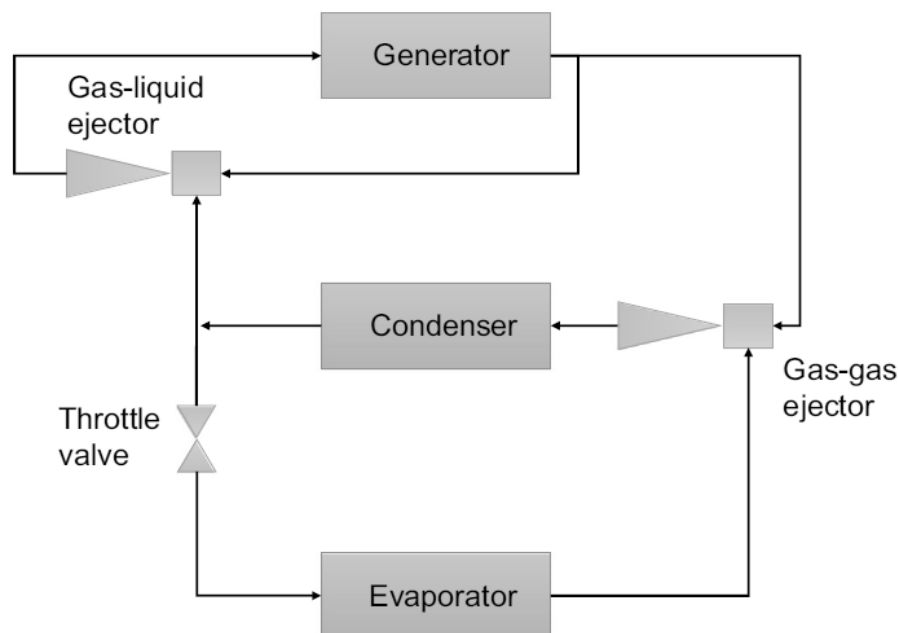 Generator
Gas-liquid
ejector
Condenser
Gas-gas
ejector
Throttle
valve
Evaporator